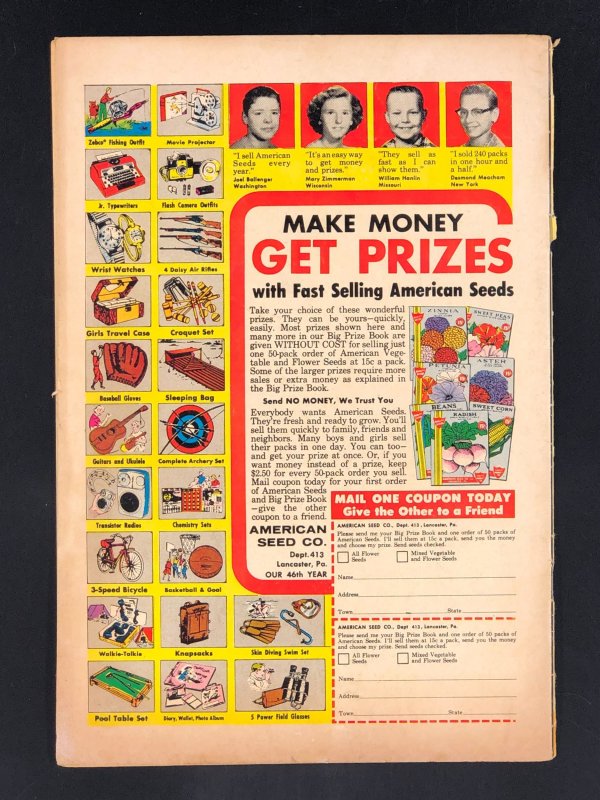 Zebco® Fishing Outfit
Movie Projector
Jr. Typewriters
Flash Camera Outfits
Wrist Watches
4 Daisy Air Rifles
Girls Travel Case
Croquet Set
Baseball Gloves
Sleeping Bag
Guitars and Ukulele
Complete Archery Set
Transistor Radios
Chemistry Sets
3-Speed Bicycle
Basketball & Goal
Walkie-Talkie
Knapsacks
Skin Diving Swim Set
Pool Table Set
Diary, Wallet, Photo Album
5 Power Field Glasses
"I sell American
Seeds every
year."
Joel Ballenger
Washington
"It's an easy way
to get money
and prizes."
Mary Zimmerman
Wisconsin
"They sell as
fast as I can
show them."
William Hanlin
Missouri
"I sold 240 packs
in one hour and
a half."
Desmond Meacham
New York
MAKE MONEY
GET PRIZES
with Fast Selling American Seeds
Take your choice of these wonderful
prizes. They can be yours—quickly,
easily. Most prizes shown here and
many more in our Big Prize Book are
given WITHOUT COST for selling just
one 50-pack order of American Vege-
table and Flower Seeds at 15c a pack.
Some of the larger prizes require more
sales or extra money as explained in
the Big Prize Book.
Send NO MONEY, We Trust You
Everybody wants American Seeds.
They're fresh and ready to grow. You'll
sell them quickly to family, friends and
neighbors. Many boys and girls sell
their packs in one day. You can too—
and get your prize at once. Or, if you
want money instead of a prize, keep
$2.50 for every 50-pack order you sell.
Mail coupon today for your first order
of American Seeds
and Big Prize Book
—give the other
coupon to a friend.
AMERICAN
SEED CO.
Dept. 413
Lancaster, Pa.
OUR 46th YEAR
ZINNIA
SWEET PEAS
PETUNIA
ASTER
BEANS
SWEET CORN
RADISH
MAIL ONE COUPON TODAY
Give the Other to a Friend
AMERICAN SEED CO., Dept. 413, Lancaster, Pa.
Please send me your Big Prize Book and one order of 50 packs of
American Seeds. I'll sell them at 15c a pack, send you the money
and choose my prize. Send seeds checked.
All Flower
Seeds
Mixed Vegetable
and Flower Seeds
Name
Address
Town State
AMERICAN SEED CO., Dept 413, Lancaster, Pa.
Please send me your Big Prize Book and one order of 50 packs of
American Seeds. I'll sell them at 15c a pack, send you the money
and choose my prize. Send seeds checked.
All Flower
Seeds
Mixed Vegetable
and Flower Seeds
Name
Address
Town State